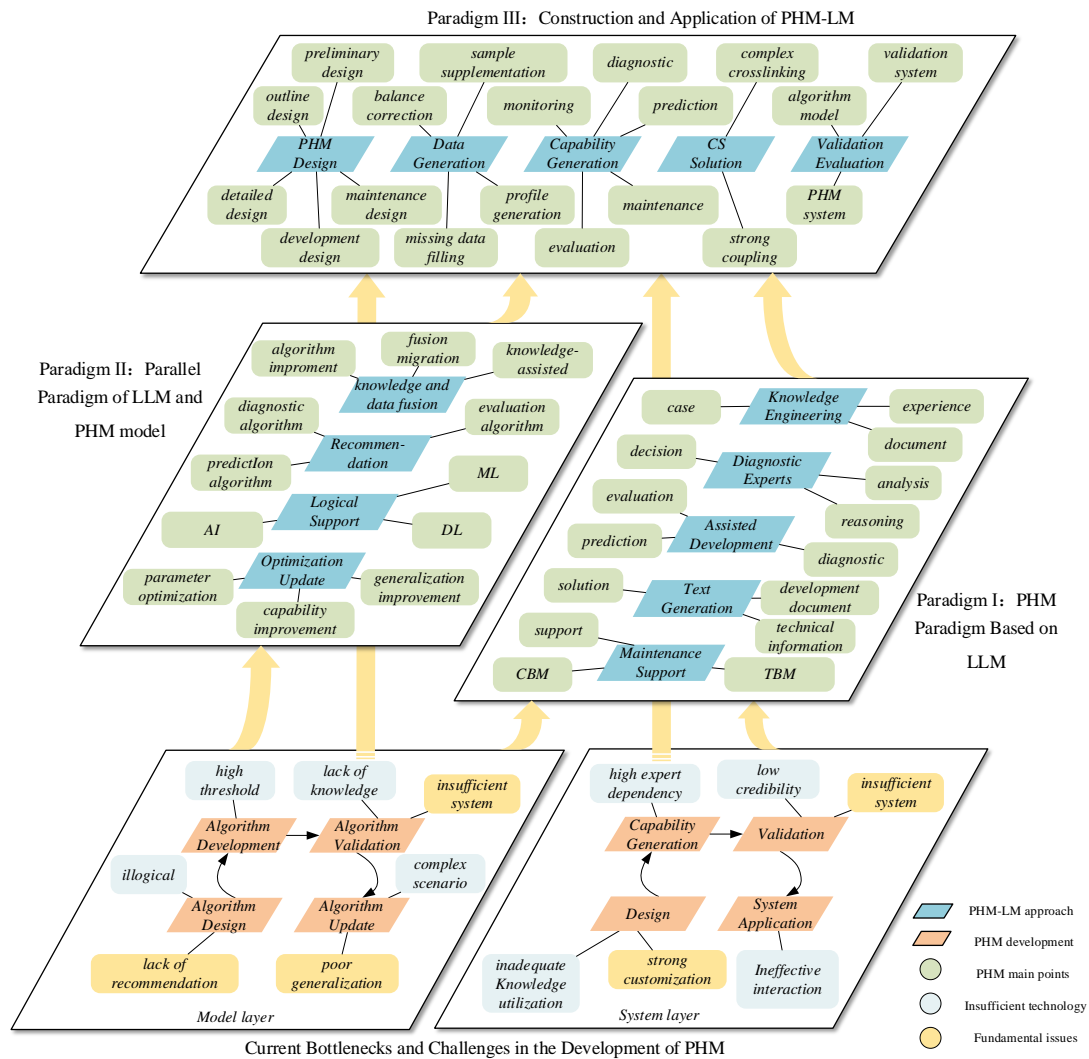 Paradigm III：Construction and Application of PHM-LM
preliminary
design
sample
supplementation
diagnostic
complex
crosslinking
validation
system
outline
design
balance
correction
monitoring
prediction
algorithm
model
PHM
Design
Data
Generation
Capability
Generation
CS
Solution
Validation
Evaluation
detailed
design
maintenance
design
profile
generation
maintenance
PHM
system
development
design
missing data
filling
evaluation
strong
coupling
Paradigm II：Parallel
Paradigm of LLM and
PHM model
algorithm
improment
fusion
migration
knowledge-
assisted
knowledge and
data fusion
diagnostic
algorithm
evaluation
algorithm
Recommen-
dation
prediction
algorithm
ML
Logical
Support
AI
DL
Optimization
Update
parameter
optimization
generalization
improvement
capability
improvement
Knowledge
Engineering
case
experience
document
decision
Diagnostic
Experts
analysis
evaluation
reasoning
Assisted
Development
prediction
diagnostic
solution
Text
Generation
development
document
technical
information
support
Maintenance
Support
CBM
TBM
Paradigm I：PHM
Paradigm Based on
LLM
high
threshold
lack of
knowledge
insufficient
system
Algorithm
Development
Algorithm
Validation
illogical
complex
scenario
Algorithm
Design
Algorithm
Update
lack of
recommendation
poor
generalization
Model layer
high expert
dependency
low
credibility
insufficient
system
Capability
Generation
Validation
Design
System
Application
inadequate
Knowledge
utilization
strong
customization
Ineffective
interaction
System layer
PHM-LM approach
PHM development
PHM main points
Insufficient technology
Fundamental issues
Current Bottlenecks and Challenges in the Development of PHM